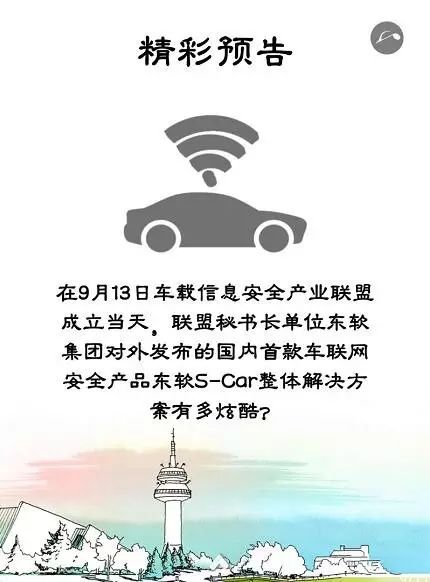 精彩预告
在9月13日车载信息安全产业联盟
成立当天，联盟秘书长单位东软
集团对外发布的国内首款车联网
安全产品东软S-Car整体解决方
案有多炫酷?